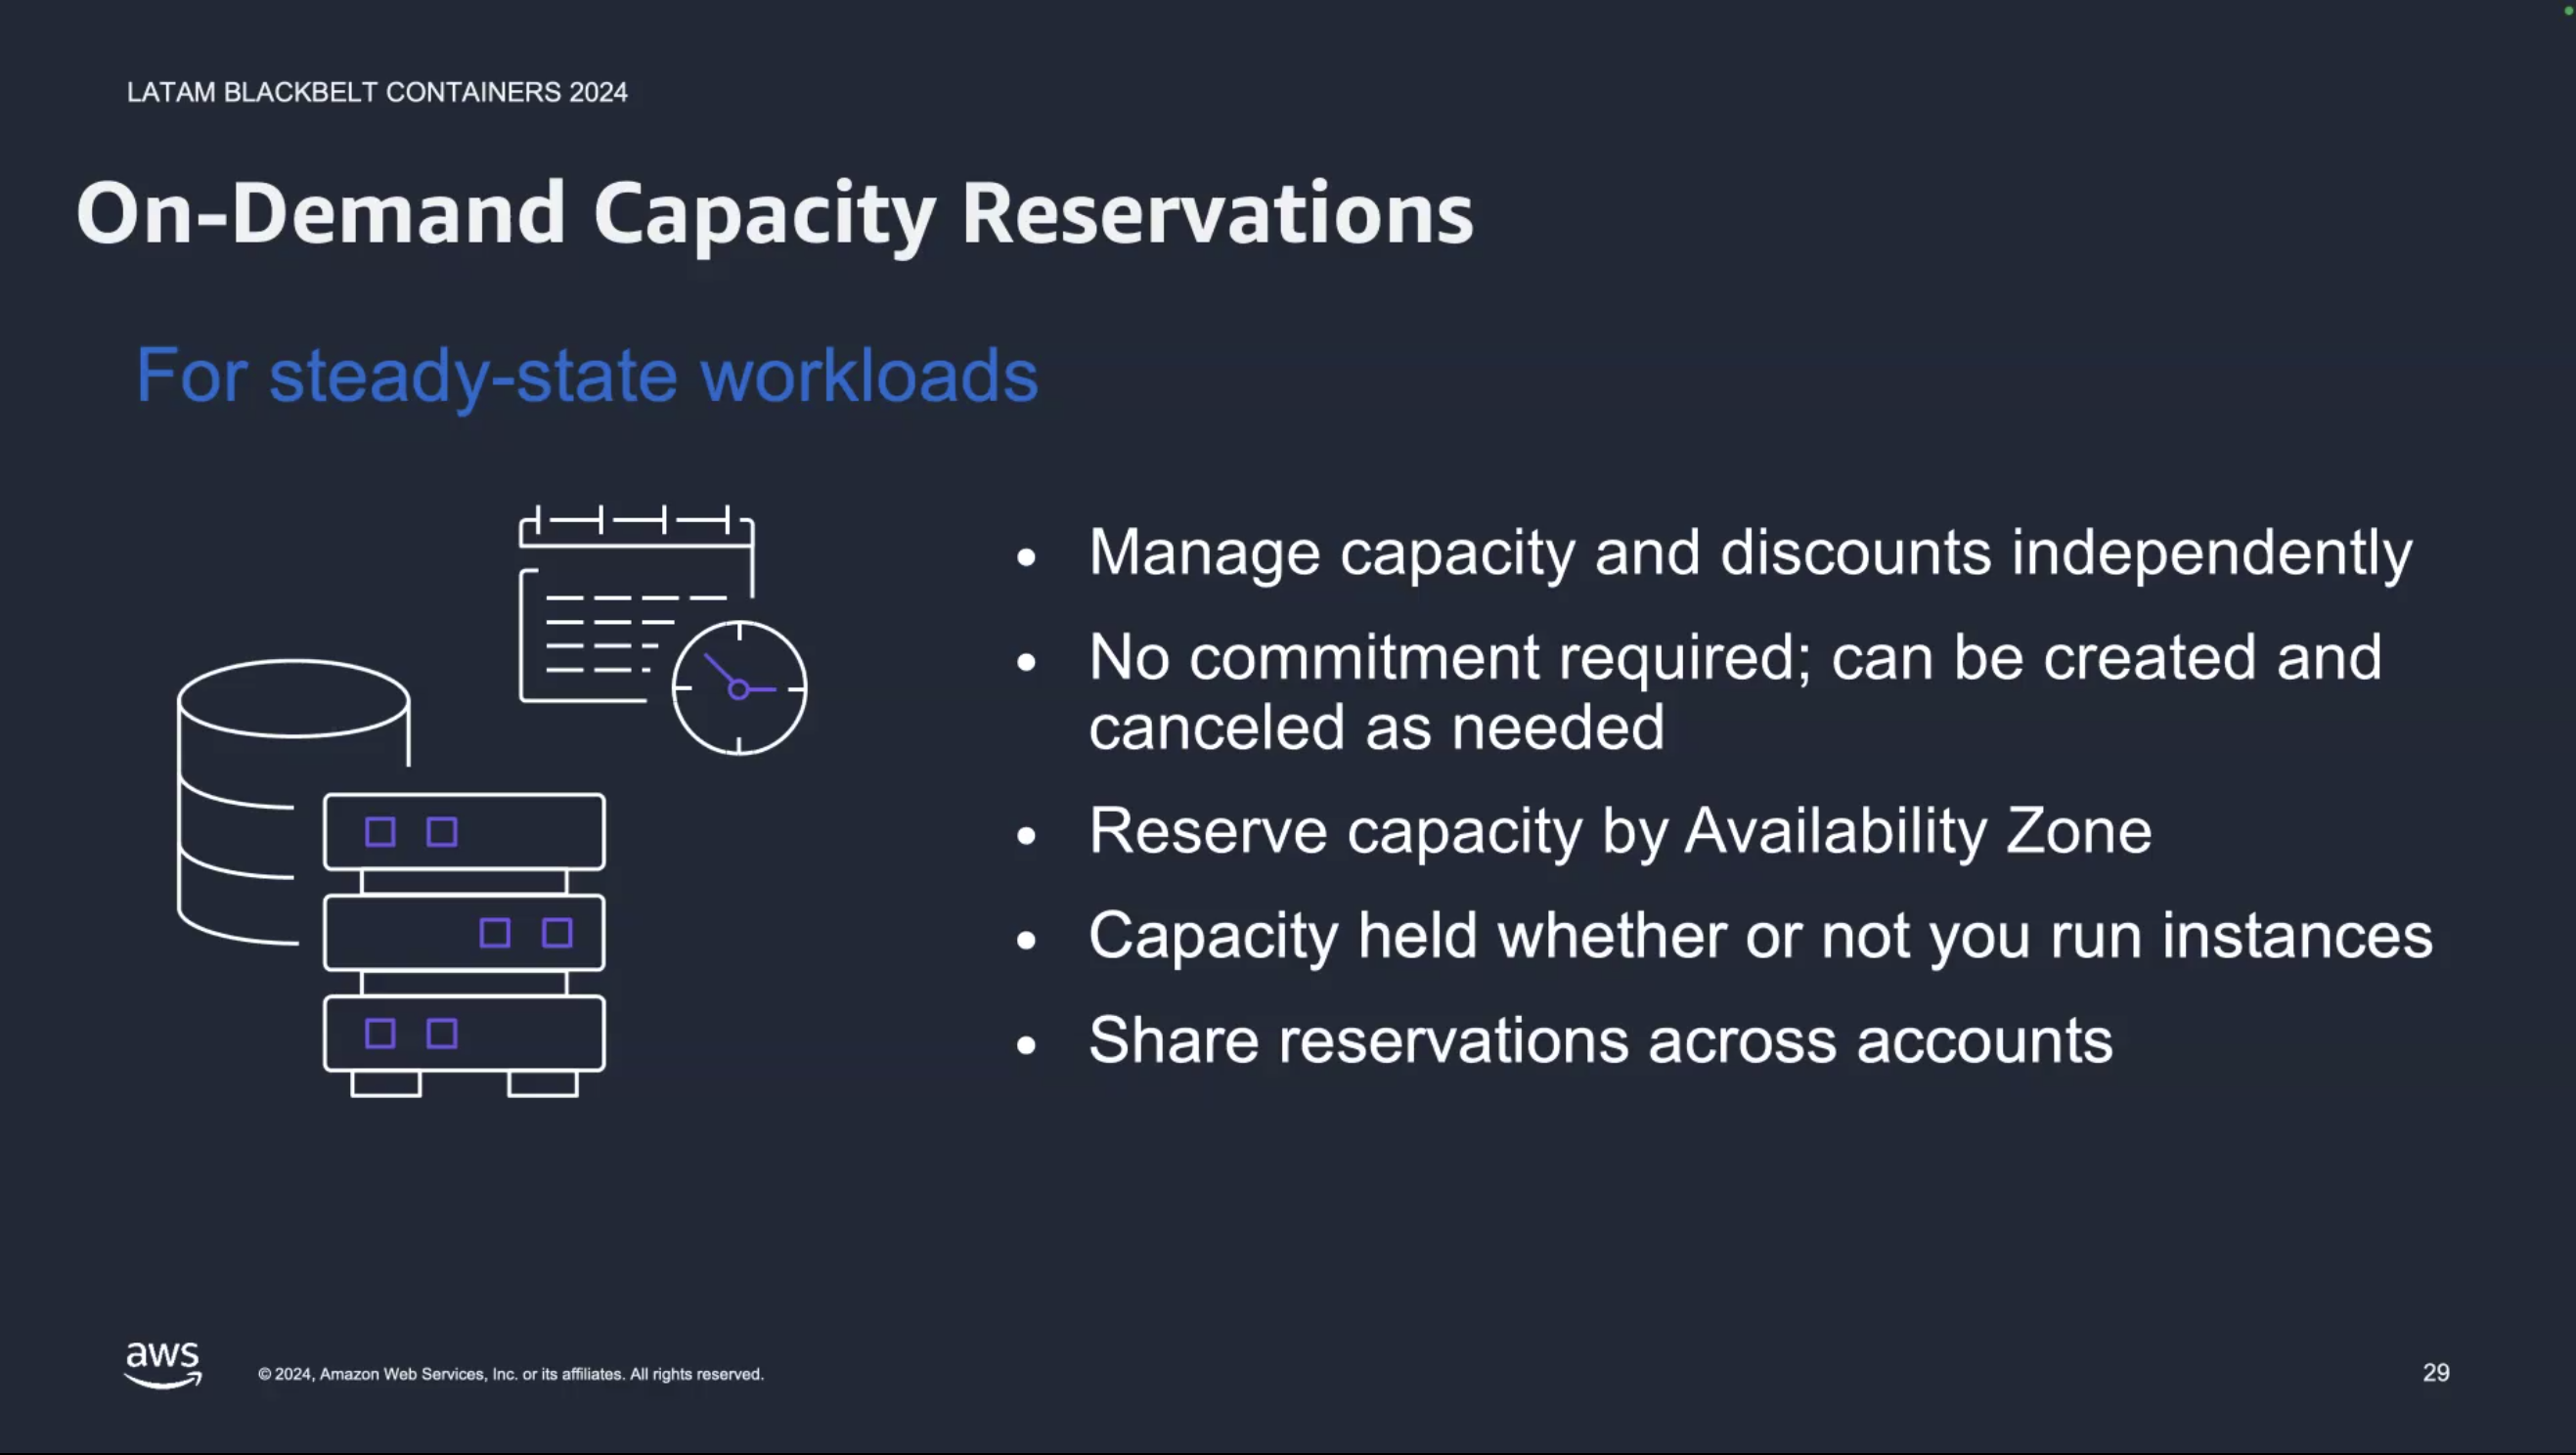 LATAM BLACKBELT CONTAINERS 2024
On-Demand Capacity Reservations
For steady-state workloads
• Manage capacity and discounts independently
• No commitment required; can be created and
canceled as needed
• Reserve capacity by Availability Zone
• Capacity held whether or not you run instances
• Share reservations across accounts
aws
© 2024, Amazon Web Services, Inc. or its affiliates. All rights reserved.
29